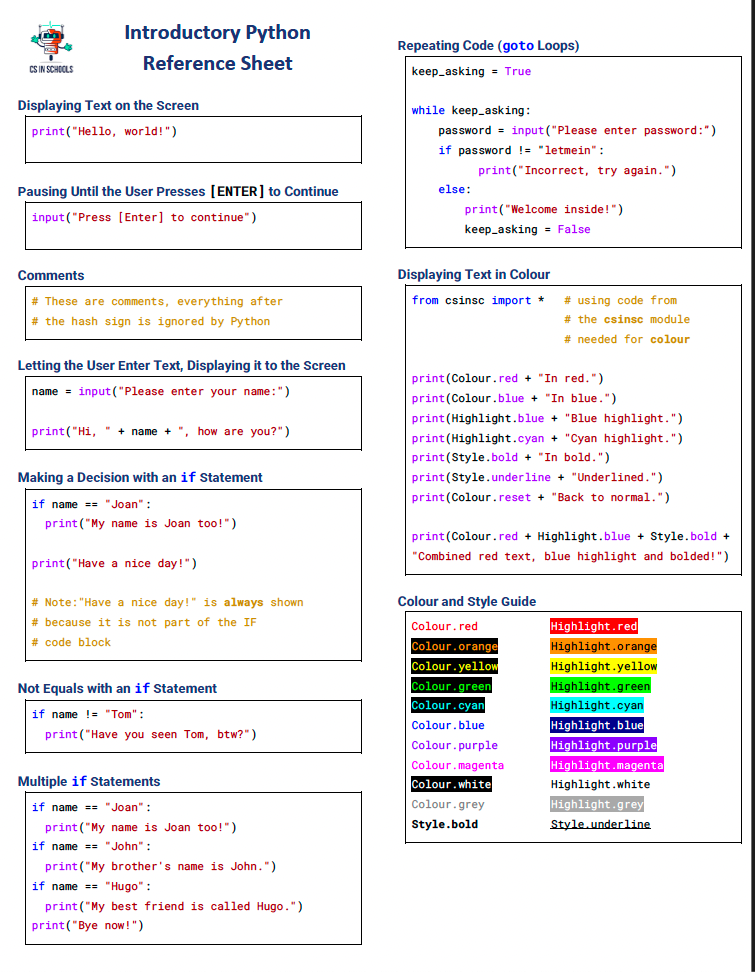 CS IN SCHOOLS
Introductory Python
Reference Sheet
Displaying Text on the Screen
print("Hello, world!")
Pausing Until the User Presses [ENTER] to Continue
input("Press [Enter] to continue")
Comments
# These are comments, everything after
# the hash sign is ignored by Python
Letting the User Enter Text, Displaying it to the Screen
name = input("Please enter your name:")
print("Hi, " + name + ", how are you?")
Making a Decision with an if Statement
if name == "Joan":
print("My name is Joan too!")
print("Have a nice day!")
# Note:"Have a nice day!" is always shown
# because it is not part of the IF
# code block
Not Equals with an if Statement
if name != "Tom":
print("Have you seen Tom, btw?")
Multiple if Statements
if name == "Joan":
print("My name is Joan too!")
if name == "John":
print("My brother's name is John.")
if name == "Hugo":
print("My best friend is called Hugo.")
print("Bye now!")
Repeating Code (goto Loops)
keep_asking = True
while keep_asking:
password = input("Please enter password:")
if password != "letmein":
print("Incorrect, try again.")
else:
print("Welcome inside!")
keep_asking = False
Displaying Text in Colour
from csinsc import * # using code from
# the csinsc module
# needed for colour
print(Colour.red + "In red.")
print(Colour.blue + "In blue.")
print(Highlight.blue + "Blue highlight.")
print(Highlight.cyan + "Cyan highlight.")
print(Style.bold + "In bold.")
print(Style.underline + "Underlined.")
print(Colour.reset + "Back to normal.")
print(Colour.red + Highlight.blue + Style.bold +
"Combined red text, blue highlight and bolded!")
Colour and Style Guide
Colour.red Highlight.red
Colour.orange Highlight.orange
Colour.yellow Highlight.yellow
Colour.green Highlight.green
Colour.cyan Highlight.cyan
Colour.blue Highlight.blue
Colour.purple Highlight.purple
Colour.magenta Highlight.magenta
Colour.white Highlight.white
Colour.grey Highlight.grey
Style.bold Style.underline